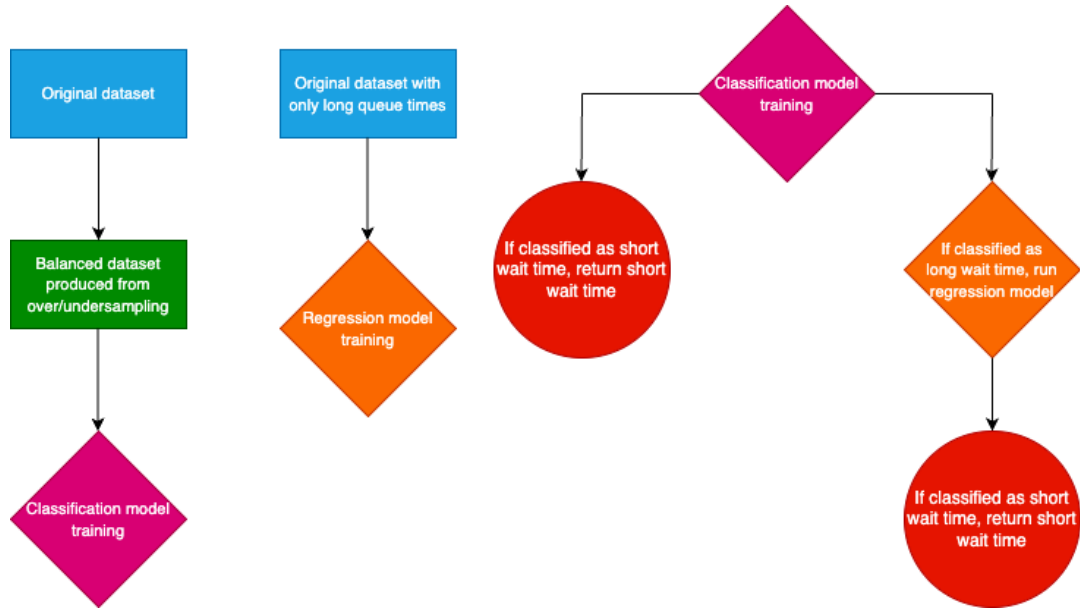 Original dataset
Balanced dataset
produced from
over/undersampling
Classification model
training
Original dataset with
only long queue times
Regression model
training
Classification model
training
If classified as short
wait time, return short
wait time
If classified as
long wait time, run
regression model
If classified as short
wait time, return short
wait time